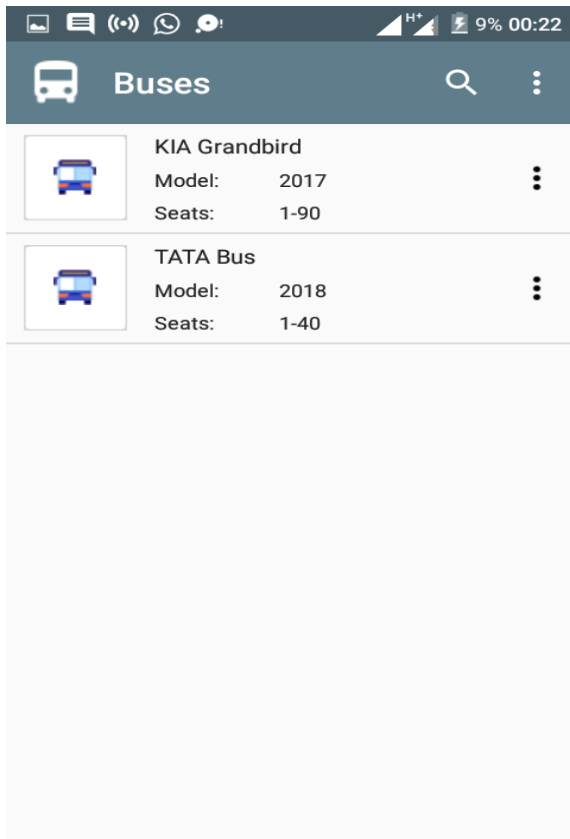 H+ 9% 00:22
Buses
KIA Grandbird
Model: 2017
Seats: 1-90
TATA Bus
Model: 2018
Seats: 1-40